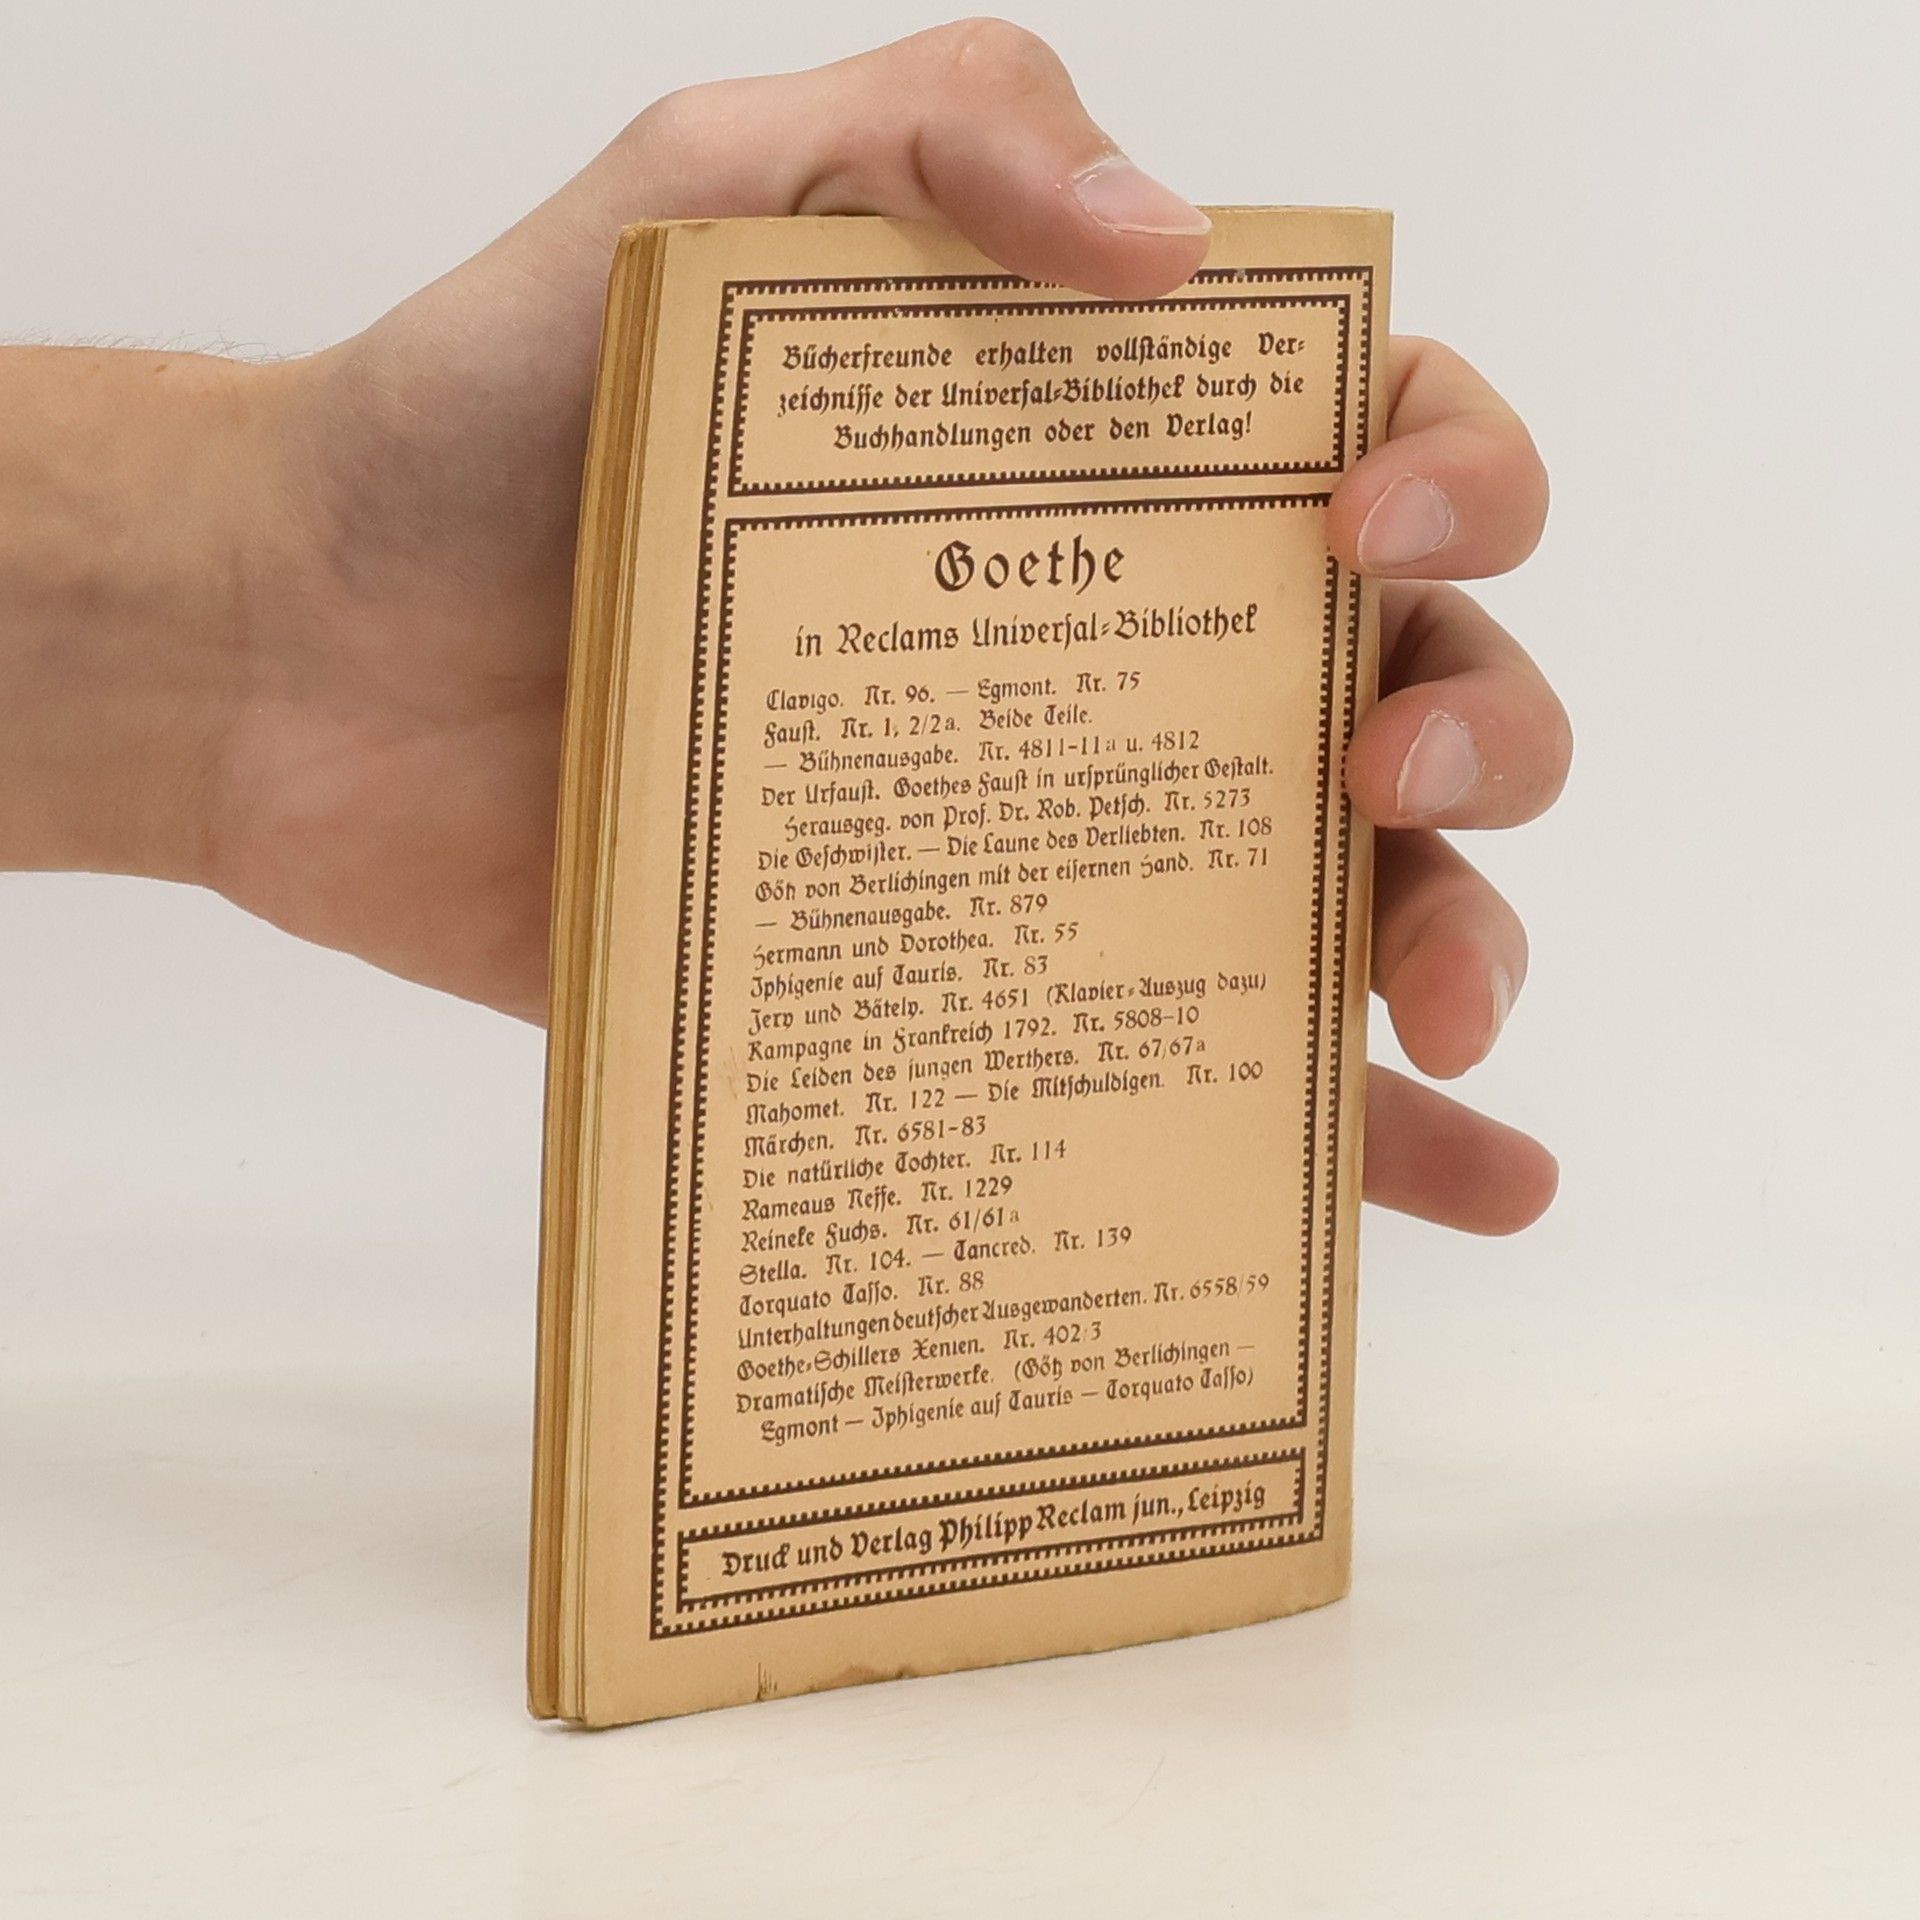 Bücherfreunde erhalten vollständige Ver-
zeichnisse der Universal-Bibliothek durch die
Buchhandlungen oder den Verlag!
Goethe
in Reclams Universal-Bibliothek
Clavigo. Nr. 96. — Egmont. Nr. 75
Faust. Nr. 1, 2/2a. Beide Teile.
— Bühnenausgabe. Nr. 4811-11a u. 4812
Der Urfaust. Goethes Faust in ursprünglicher Gestalt.
Herausgeg. von Prof. Dr. Rob. Petsch. Nr. 5273
Die Geschwister. — Die Laune des Verliebten. Nr. 108
Götz von Berlichingen mit der eisernen Hand. Nr. 71
— Bühnenausgabe. Nr. 879
Hermann und Dorothea. Nr. 55
Iphigenie auf Tauris. Nr. 83
Jery und Bätely. Nr. 4651 (Klavier-Auszug dazu)
Kampagne in Frankreich 1792. Nr. 5808-10
Die Leiden des jungen Werthers. Nr. 67/67a
Mahomet. Nr. 122 — Die Mitschuldigen. Nr. 100
Märchen. Nr. 6581-83
Die natürliche Tochter. Nr. 114
Rameaus Neffe. Nr. 1229
Reineke Fuchs. Nr. 61/61a
Stella. Nr. 104. — Tancred. Nr. 139
Torquato Tasso. Nr. 88
Unterhaltungen deutscher Ausgewanderten. Nr. 6558/59
Goethe-Schillers Xenien. Nr. 402/3
Dramatische Meisterwerke. (Götz von Berlichingen —
Egmont — Iphigenie auf Tauris — Torquato Tasso)
Druck und Verlag Philipp Reclam jun., Leipzig